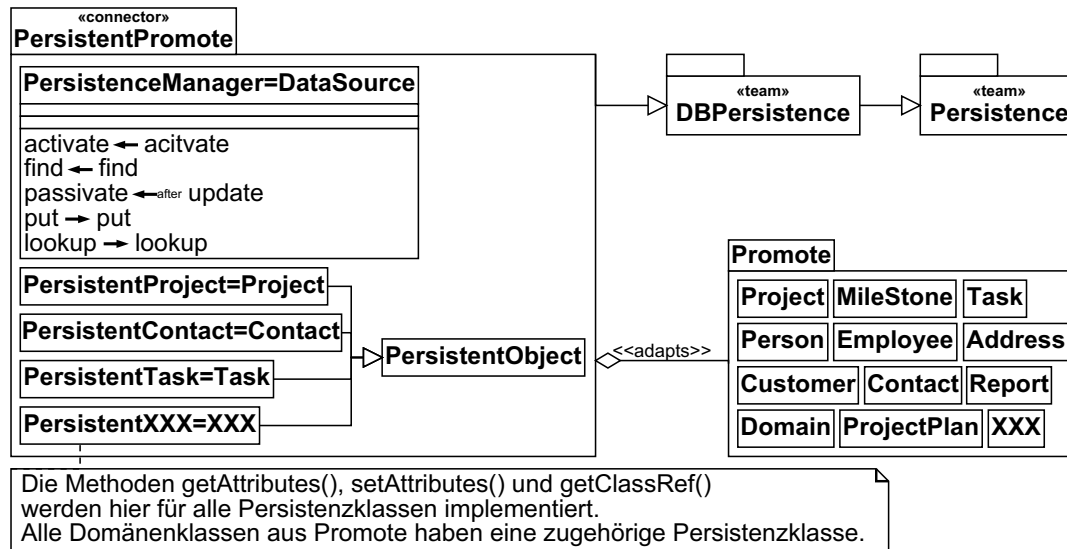 «connector»
PersistentPromote
PersistenceManager=DataSource
activate ← acitvate
find ← find
passivate ←after update
put → put
lookup → lookup
PersistentProject=Project
PersistentContact=Contact
PersistentTask=Task
PersistentXXX=XXX
PersistentObject
«team»
DBPersistence
«team»
Persistence
<<adapts>>
Promote
Project MileStone Task
Person Employee Address
Customer Contact Report
Domain ProjectPlan XXX
Die Methoden getAttributes(), setAttributes() und getClassRef()
werden hier für alle Persistenzklassen implementiert.
Alle Domänenklassen aus Promote haben eine zugehörige Persistenzklasse.